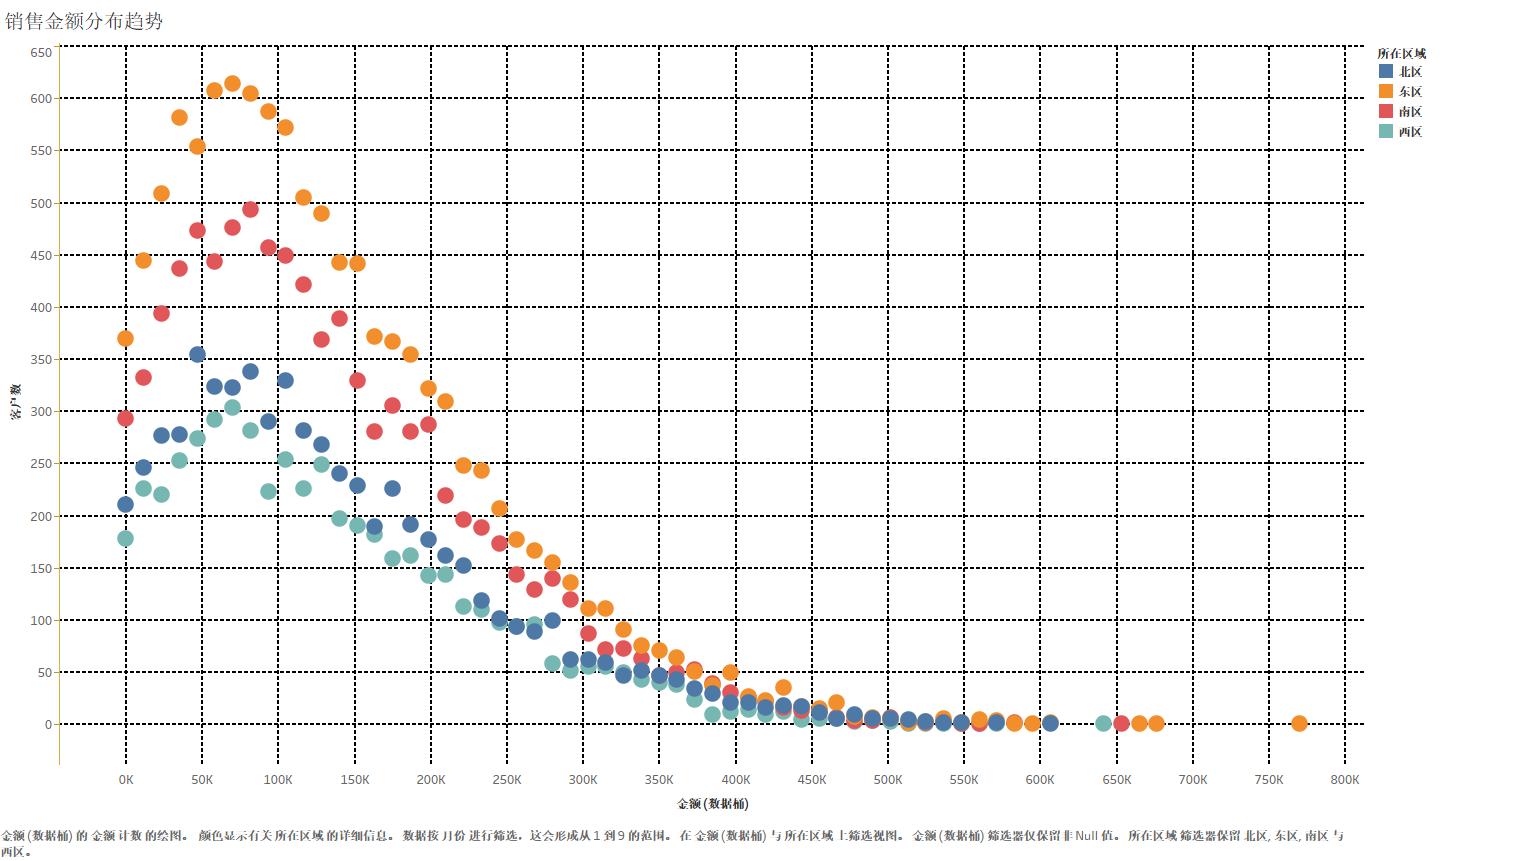 销售金额分布趋势
所在区域
北区
东区
南区
西区
650
600
550
500
450
400
350
300
250
200
150
100
50
0
客户数
0K 50K 100K 150K 200K 250K 300K 350K 400K 450K 500K 550K 600K 650K 700K 750K 800K
金额 (数据桶)
金额 (数据桶) 的 金额 计数 的绘图。 颜色显示有关 所在区域 的详细信息。 数据按 月份 进行筛选，这会形成从 1 到 9 的范围。 在 金额 (数据桶) 与 所在区域 上筛选视图。 金额 (数据桶) 筛选器仅保留非 Null 值。 所在区域 筛选器保留 北区, 东区, 南区 与
西区。